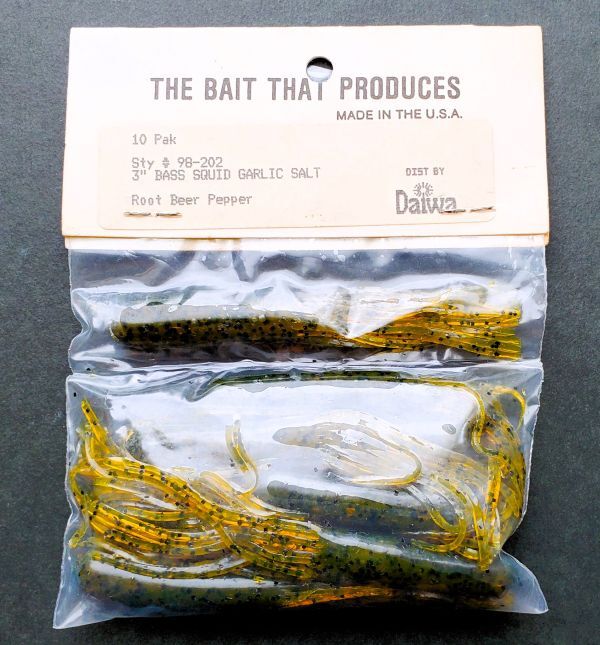 THE BAIT THAT PRODUCES
MADE IN THE U.S.A.
10 Pak
Sty # 98-202
3" BASS SQUID GARLIC SALT
Root Beer Pepper
DIST BY
Daiwa